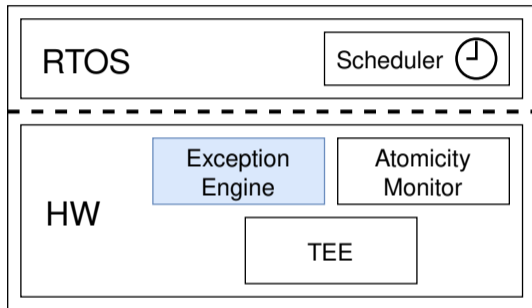 RTOS
Scheduler
Exception
Engine
Atomicity
Monitor
HW
TEE